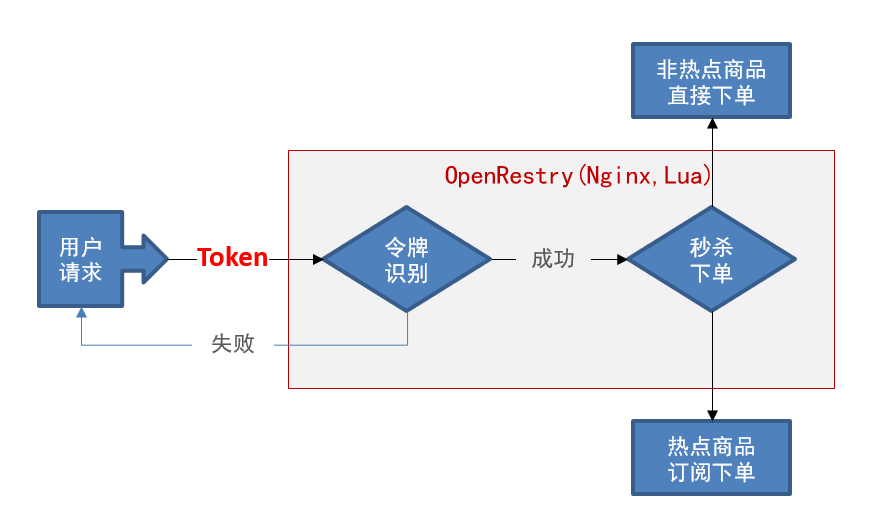 非热点商品
直接下单
OpenRestry(Nginx,Lua)
用户
请求
Token
令牌
识别
成功
秒杀
下单
失败
热点商品
订阅下单